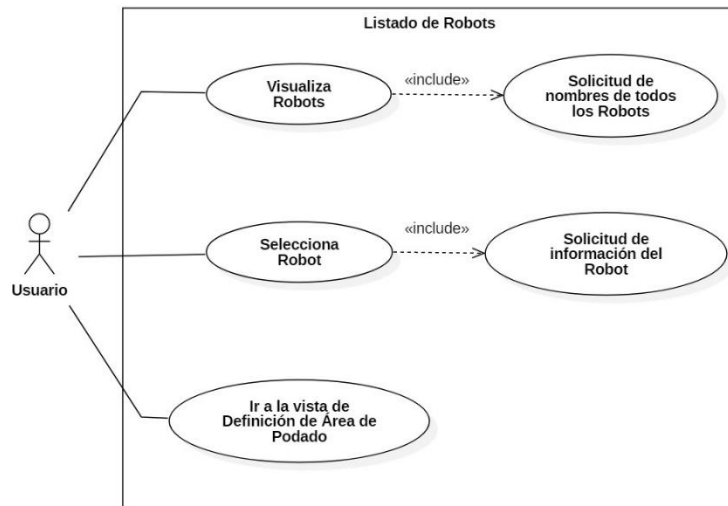 Listado de Robots
Visualiza
Robots
«include»
Solicitud de
nombres de todos
los Robots
Selecciona
Robot
«include»
Solicitud de
información del
Robot
Usuario
Ir a la vista de
Definición de Área de
Podado